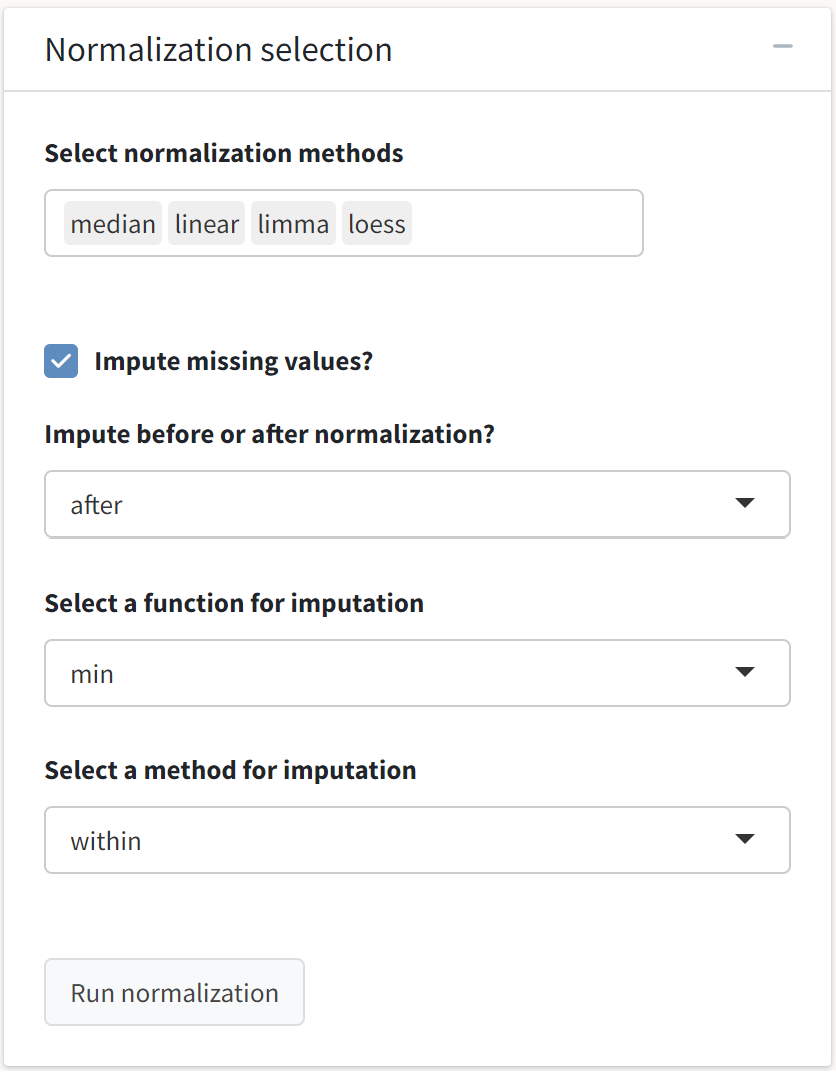 Normalization selection
Select normalization methods
median linear limma loess
Impute missing values?
Impute before or after normalization?
after
Select a function for imputation
min
Select a method for imputation
within
Run normalization